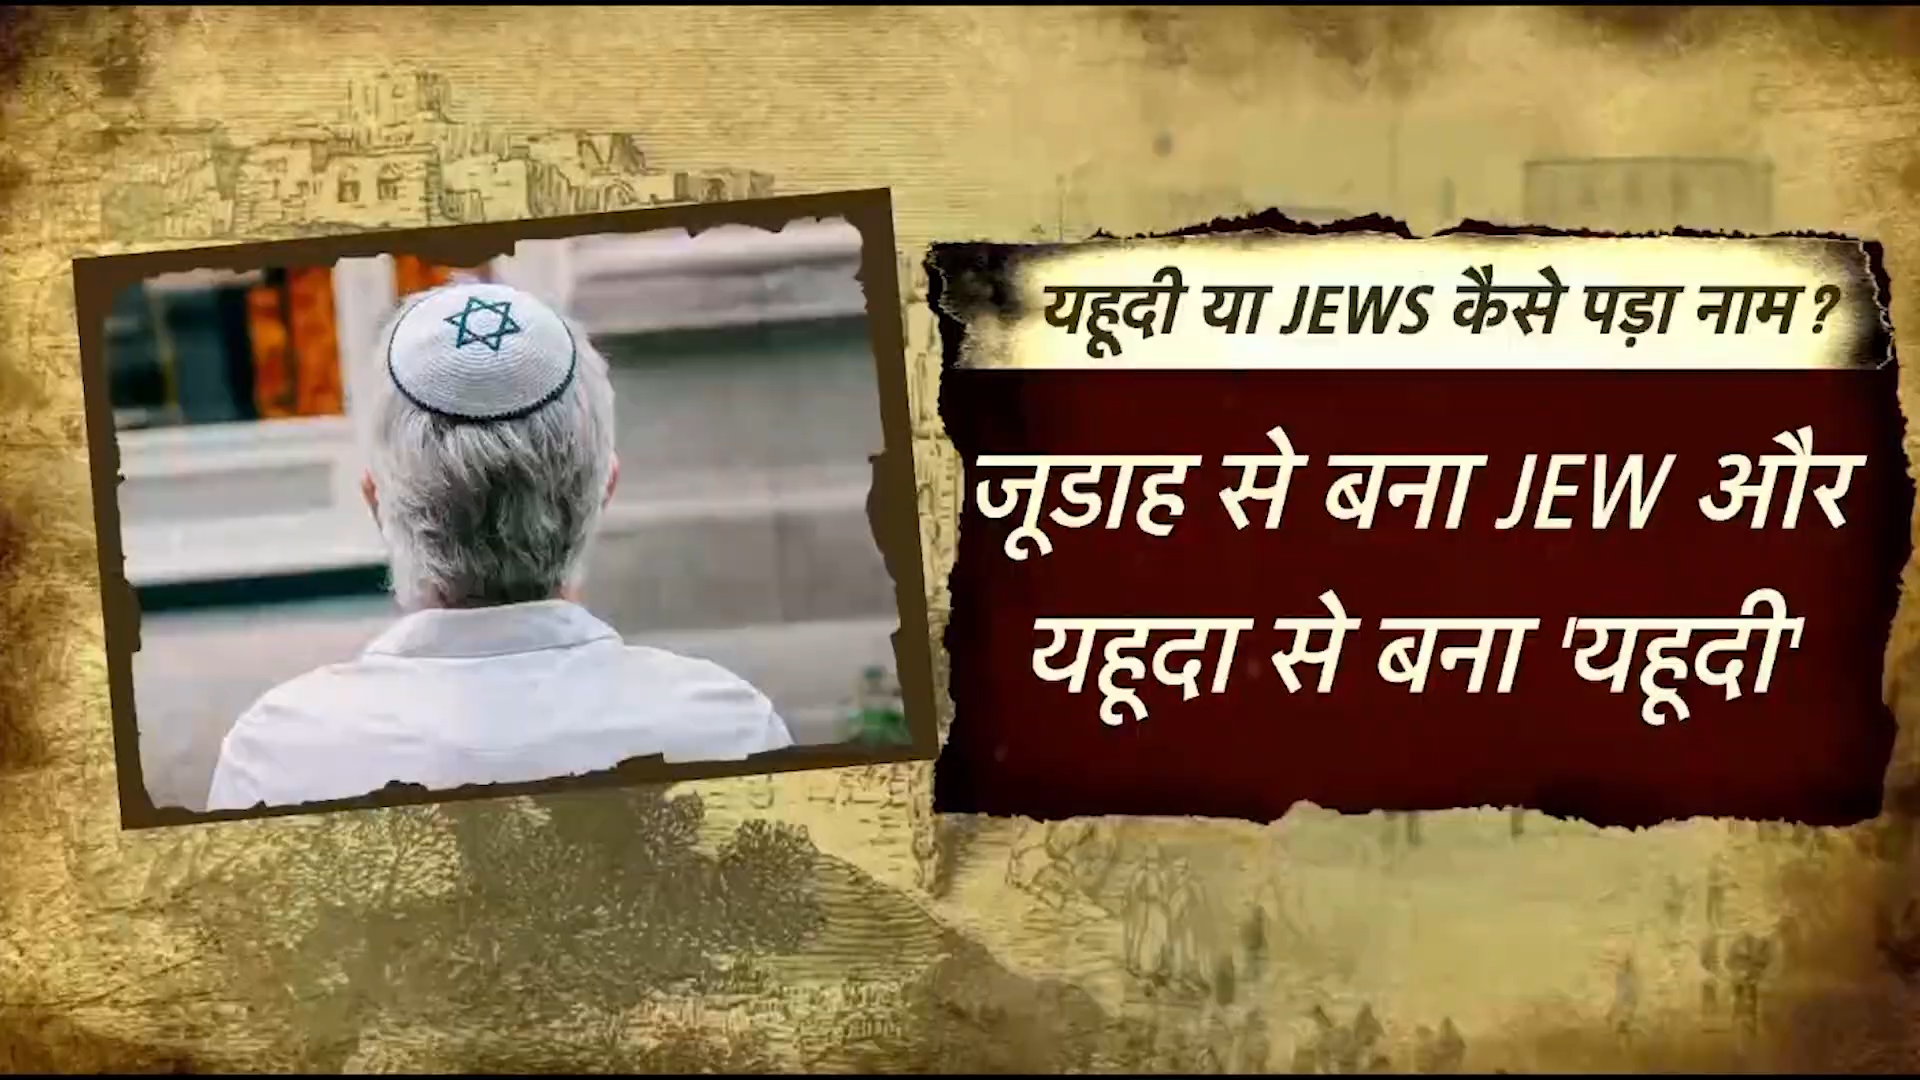 यहूदी या JEWS कैसे पड़ा नाम?
जूडाह से बना JEW और
यहूदा से बना 'यहूदी'